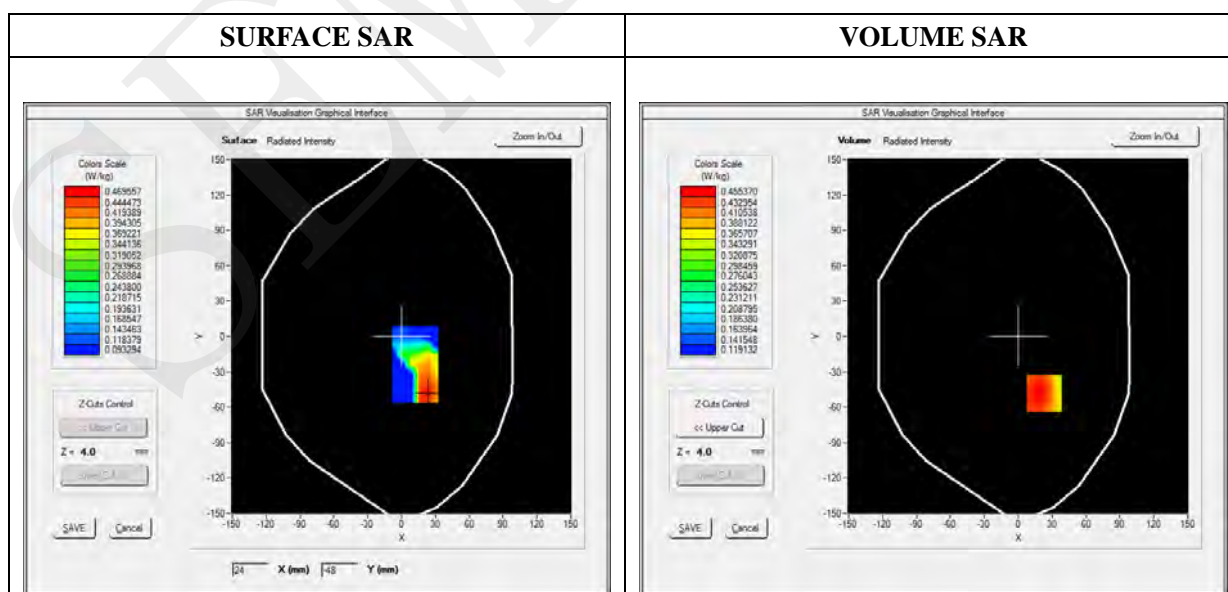 SURFACE SAR
VOLUME SAR
SAR Visualisation Graphical Interface
Surface Radiated Intensity
Zoom In/Out
Colors Scale
(W/kg)
0.469557
0.444473
0.419389
0.394305
0.369221
0.344136
0.319052
0.293968
0.268884
0.243800
0.218715
0.193631
0.168547
0.143463
0.118379
0.093294
Z-Cuts Control
<< Upper Cut
Z = 4.0 mm
SAVE
Cancel
150
120
90
60
30
0
-30
-60
-90
-120
-150
Y
-150 -120 -90 -60 -30 0 30 60 90 120 150
X
24 X (mm) -48 Y (mm)
SAR Visualisation Graphical Interface
Volume Radiated Intensity
Zoom In/Out
Colors Scale
(W/kg)
0.455370
0.432954
0.410538
0.388122
0.365707
0.343291
0.320875
0.298459
0.276043
0.253627
0.231211
0.208795
0.186380
0.163964
0.141548
0.119132
Z-Cuts Control
<< Upper Cut
Z = 4.0 mm
SAVE
Cancel
150
120
90
60
30
0
-30
-60
-90
-120
-150
Y
-150 -120 -90 -60 -30 0 30 60 90 120 150
X